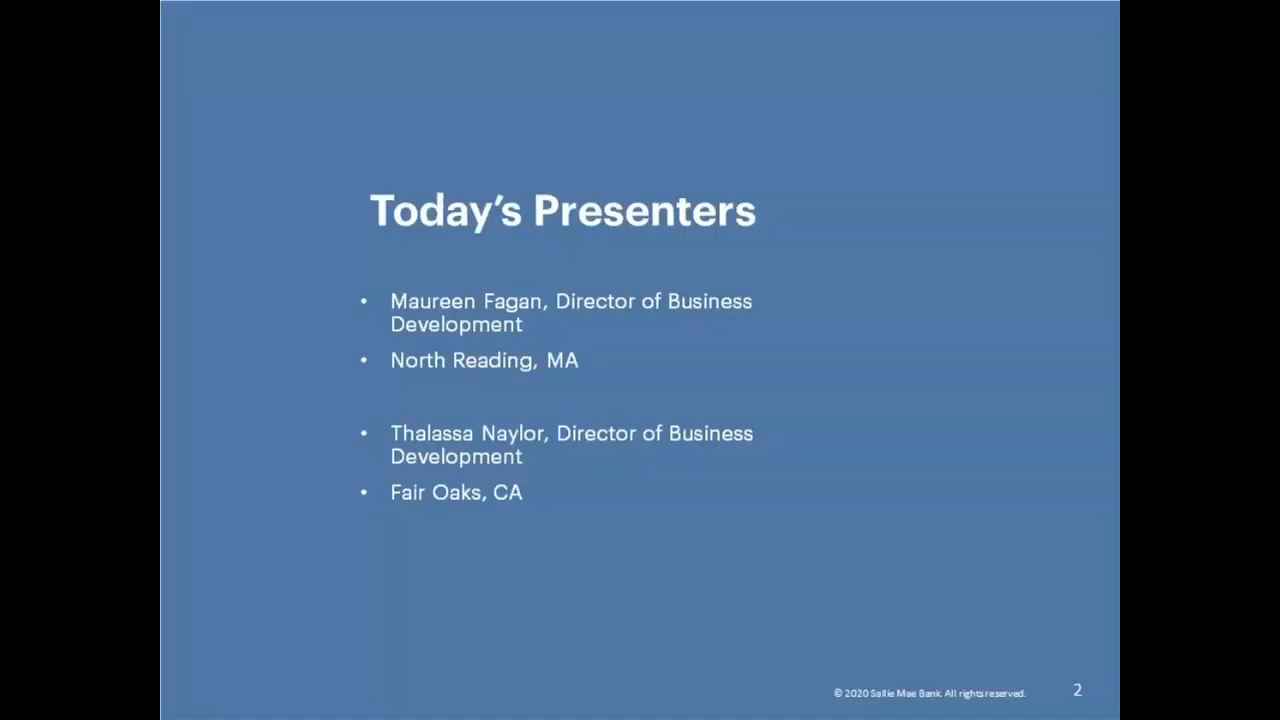 Today’s Presenters
• Maureen Fagan, Director of Business
Development
• North Reading, MA
• Thalassa Naylor, Director of Business
Development
• Fair Oaks, CA
© 2020 Sallie Mae Bank. All rights reserved.
2